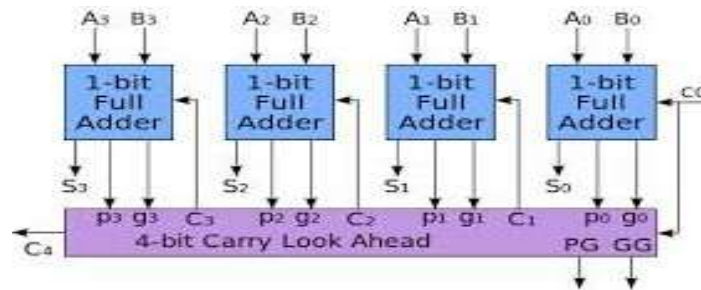 A3 B3 A2 B2 A1 B1 A0 B0
1-bit Full Adder
1-bit Full Adder
1-bit Full Adder
1-bit Full Adder
C0
S3 S2 S1 S0
p3 g3 C3 p2 g2 C2 p1 g1 C1 p0 g0
4-bit Carry Look Ahead
PG GG
C4